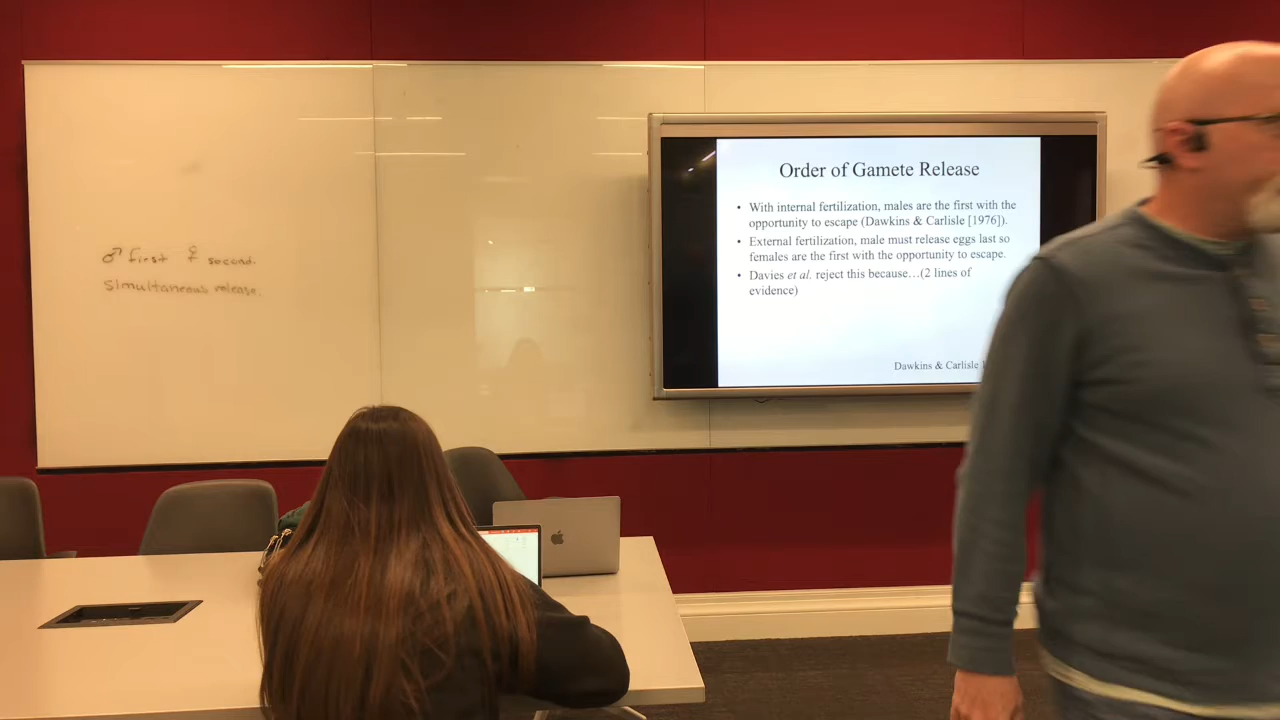 ♂ first ♀ second.
Simultaneous release.
Order of Gamete Release
• With internal fertilization, males are the first with the
opportunity to escape (Dawkins & Carlisle [1976]).
• External fertilization, male must release eggs last so
females are the first with the opportunity to escape.
• Davies et al. reject this because…(2 lines of
evidence)
Dawkins & Carlisle